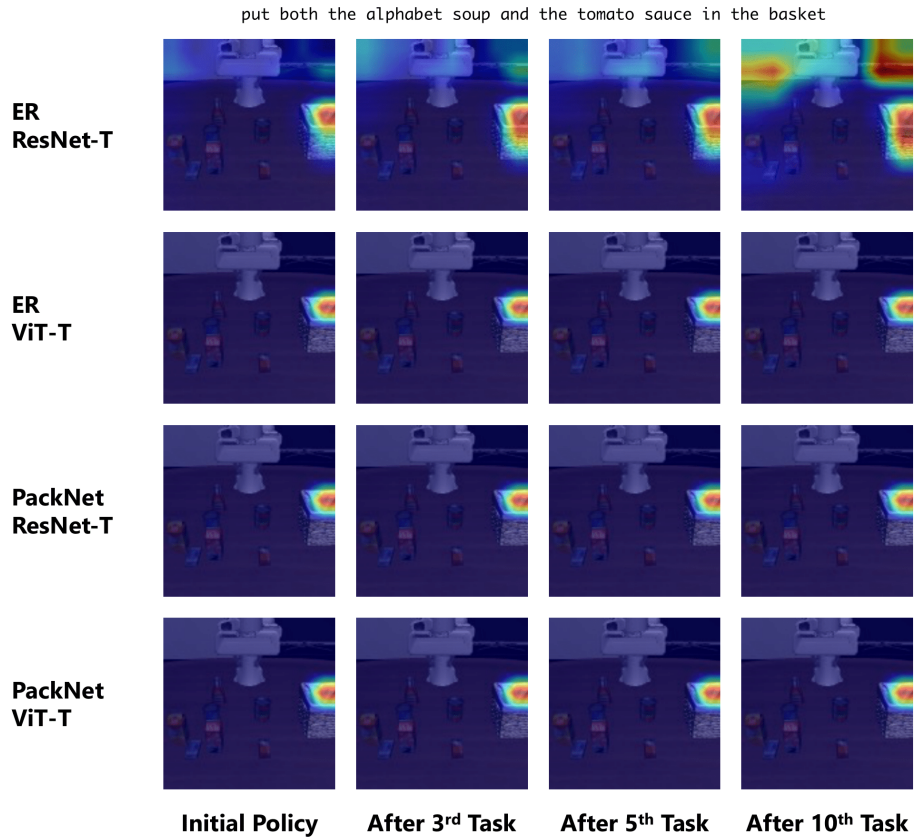 put both the alphabet soup and the tomato sauce in the basket
ER
ResNet-T
ER
ViT-T
PackNet
ResNet-T
PackNet
ViT-T
Initial Policy After 3rd Task After 5th Task After 10th Task